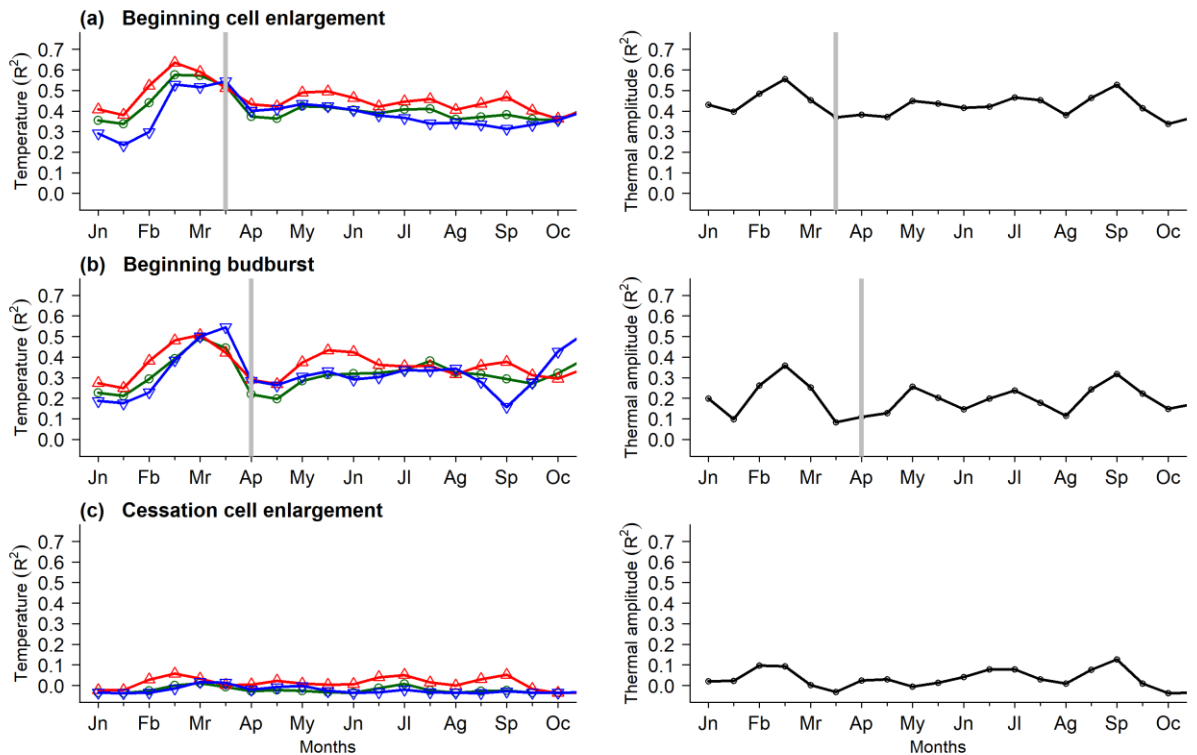 (a) Beginning cell enlargement
Temperature (R²)
0.7
0.6
0.5
0.4
0.3
0.2
0.1
0.0
Jn Fb Mr Ap My Jn Jl Ag Sp Oc
Thermal amplitude (R²)
0.7
0.6
0.5
0.4
0.3
0.2
0.1
0.0
Jn Fb Mr Ap My Jn Jl Ag Sp Oc
(b) Beginning budburst
Temperature (R²)
0.7
0.6
0.5
0.4
0.3
0.2
0.1
0.0
Jn Fb Mr Ap My Jn Jl Ag Sp Oc
Thermal amplitude (R²)
0.7
0.6
0.5
0.4
0.3
0.2
0.1
0.0
Jn Fb Mr Ap My Jn Jl Ag Sp Oc
(c) Cessation cell enlargement
Temperature (R²)
0.7
0.6
0.5
0.4
0.3
0.2
0.1
0.0
Jn Fb Mr Ap My Jn Jl Ag Sp Oc
Months
Thermal amplitude (R²)
0.7
0.6
0.5
0.4
0.3
0.2
0.1
0.0
Jn Fb Mr Ap My Jn Jl Ag Sp Oc
Months